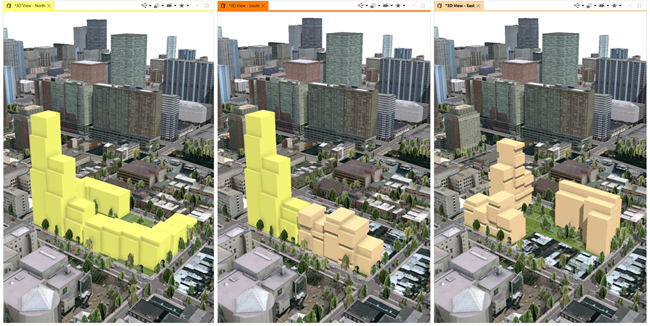 *3D View - North
*3D View - South
*3D View - East